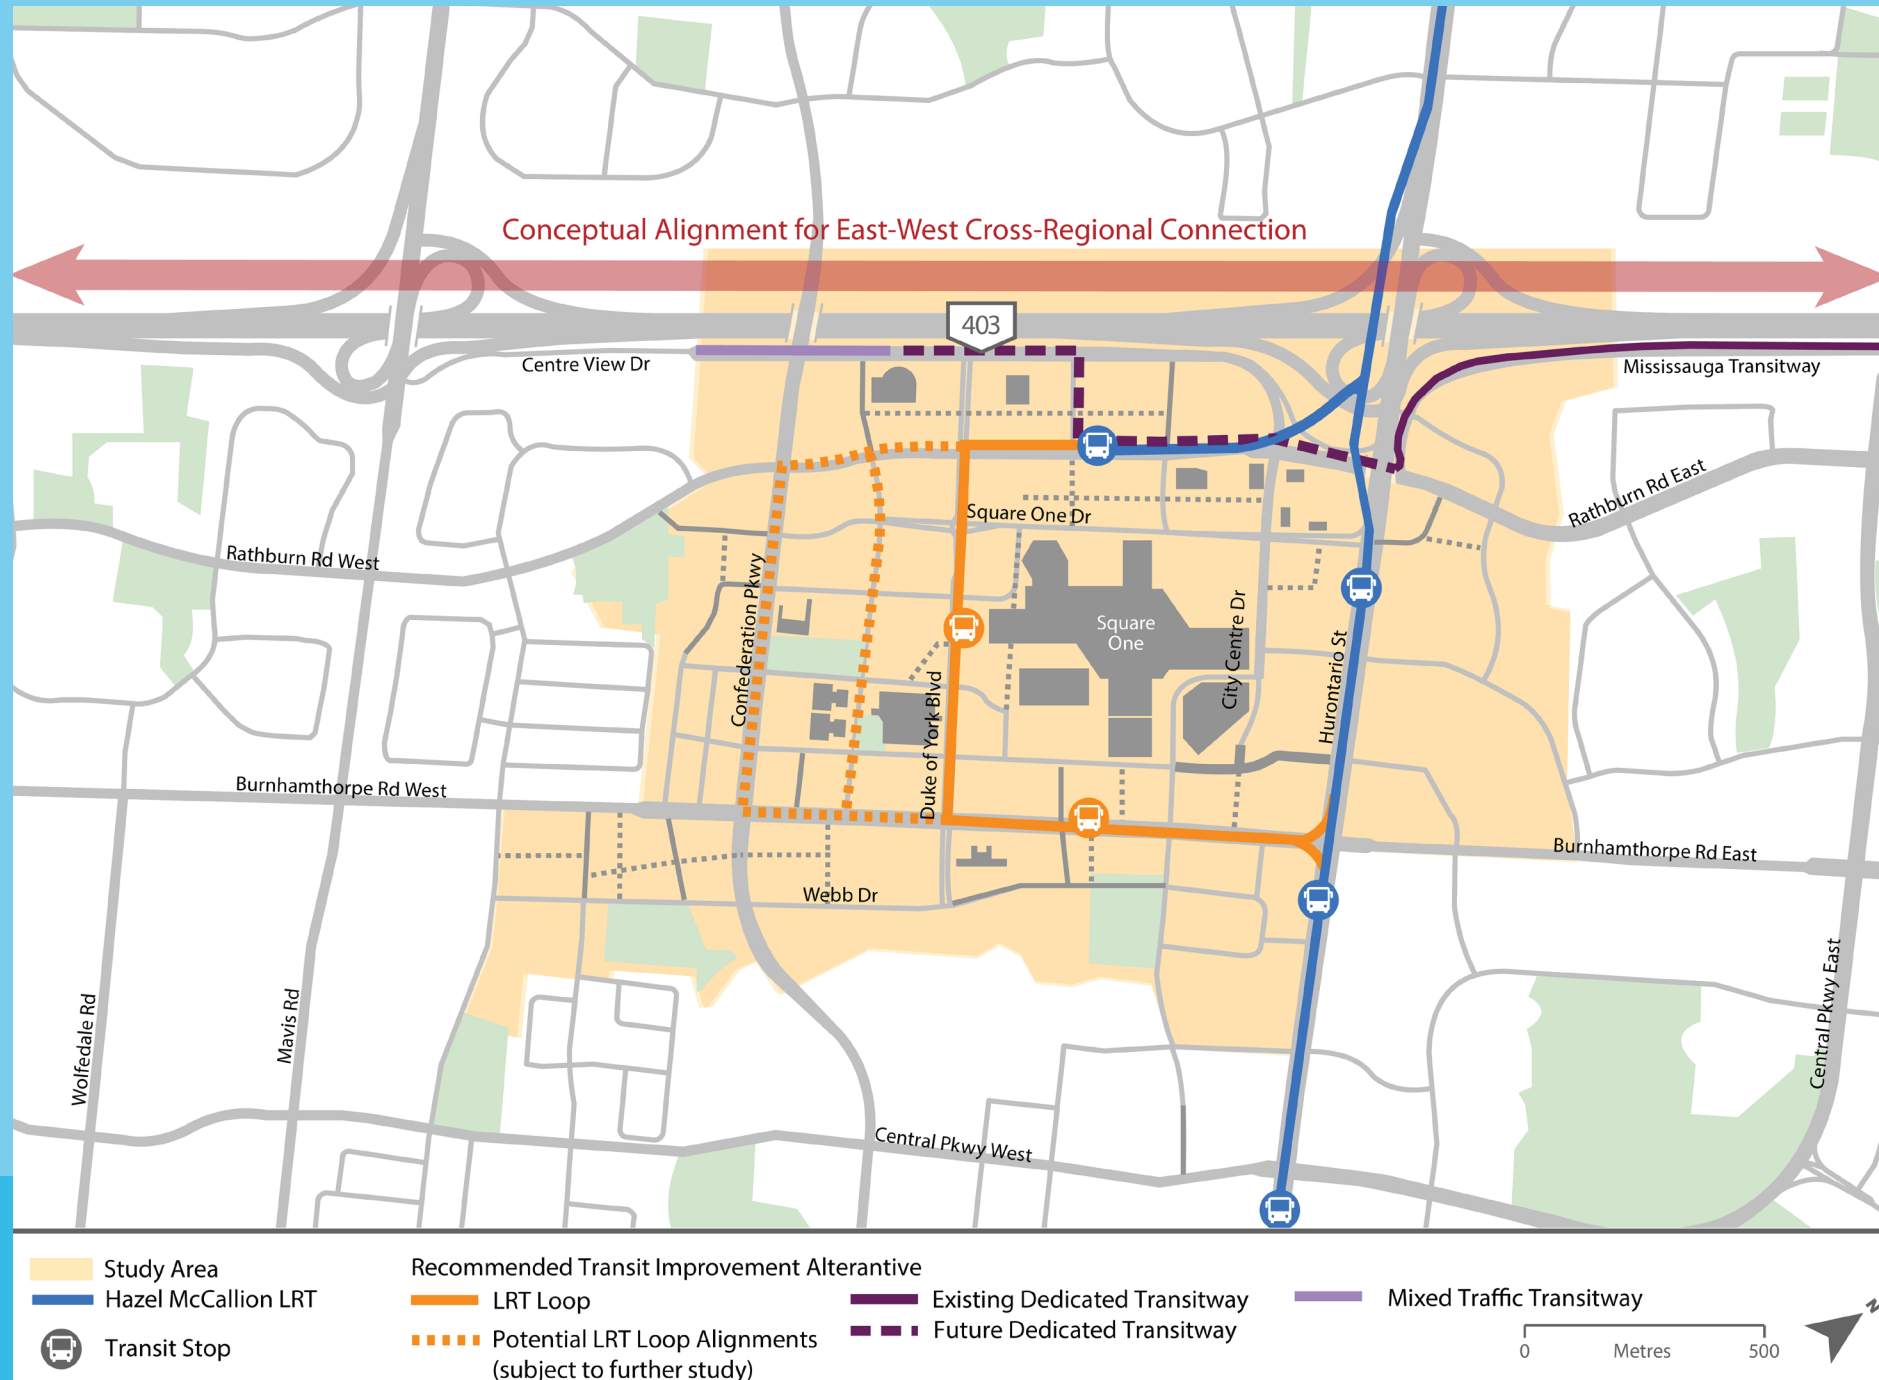 Conceptual Alignment for East-West Cross-Regional Connection
403
Centre View Dr
Mississauga Transitway
Rathburn Rd East
Square One Dr
Rathburn Rd West
Confederation Pkwy
Square
One
City Centre Dr
Hurontario St
Duke of York Blvd
Burnhamthorpe Rd West
Burnhamthorpe Rd East
Webb Dr
Wolfedale Rd
Mavis Rd
Central Pkwy East
Central Pkwy West
Study Area
Hazel McCallion LRT
Transit Stop
Recommended Transit Improvement Alterantive
LRT Loop
Potential LRT Loop Alignments
(subject to further study)
Existing Dedicated Transitway
Future Dedicated Transitway
Mixed Traffic Transitway
0 Metres 500
N